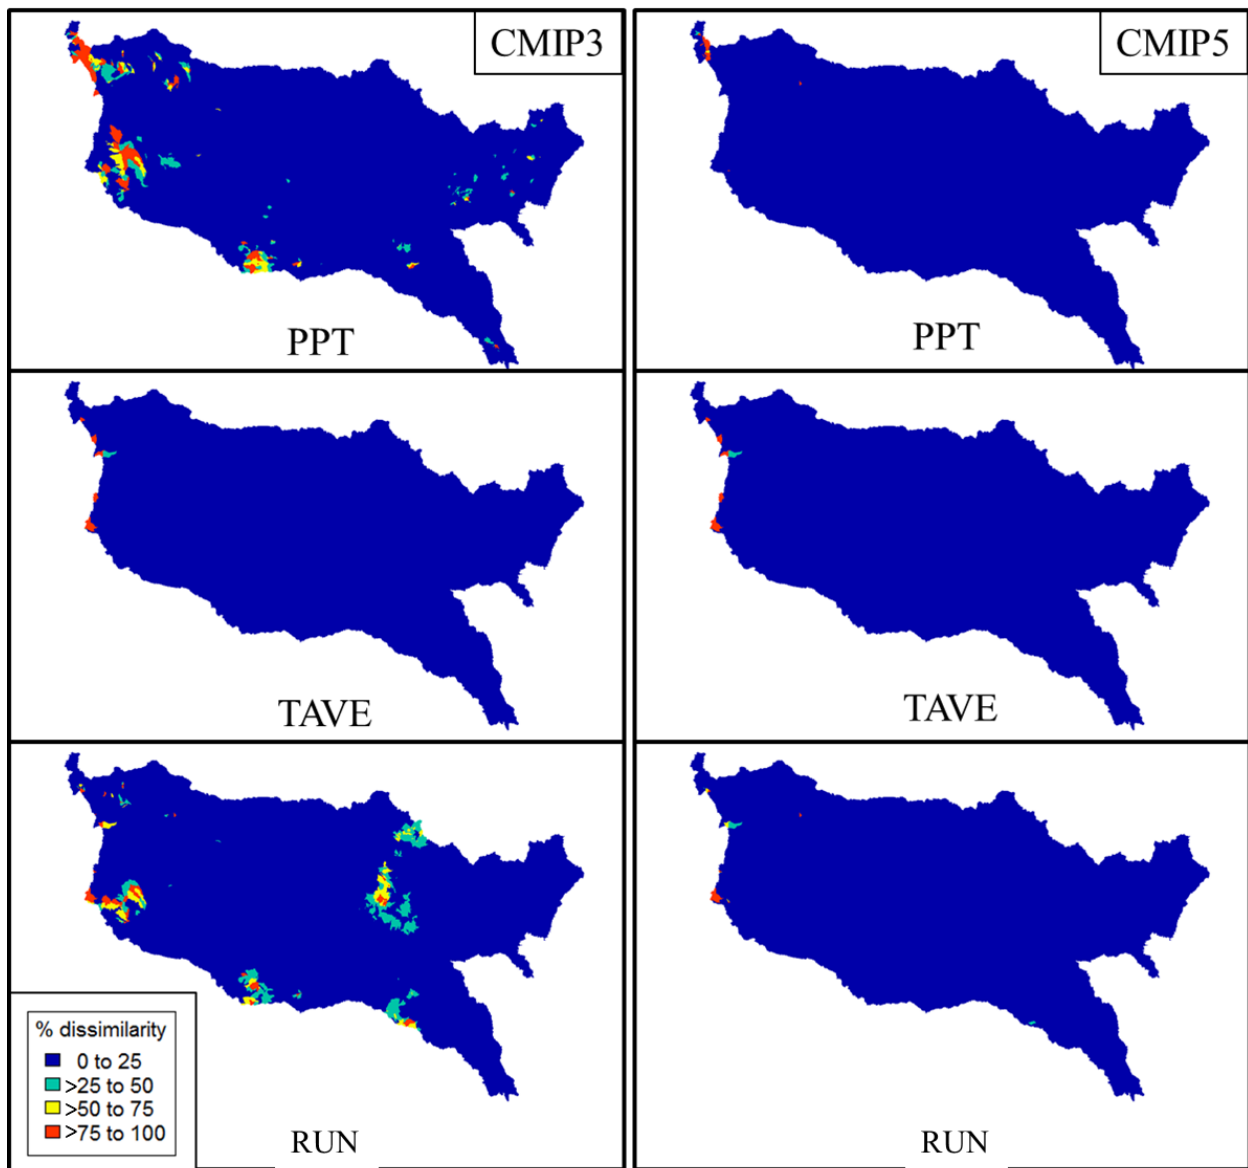 CMIP3
PPT
CMIP5
PPT
TAVE
TAVE
% dissimilarity
0 to 25
>25 to 50
>50 to 75
>75 to 100
RUN
RUN